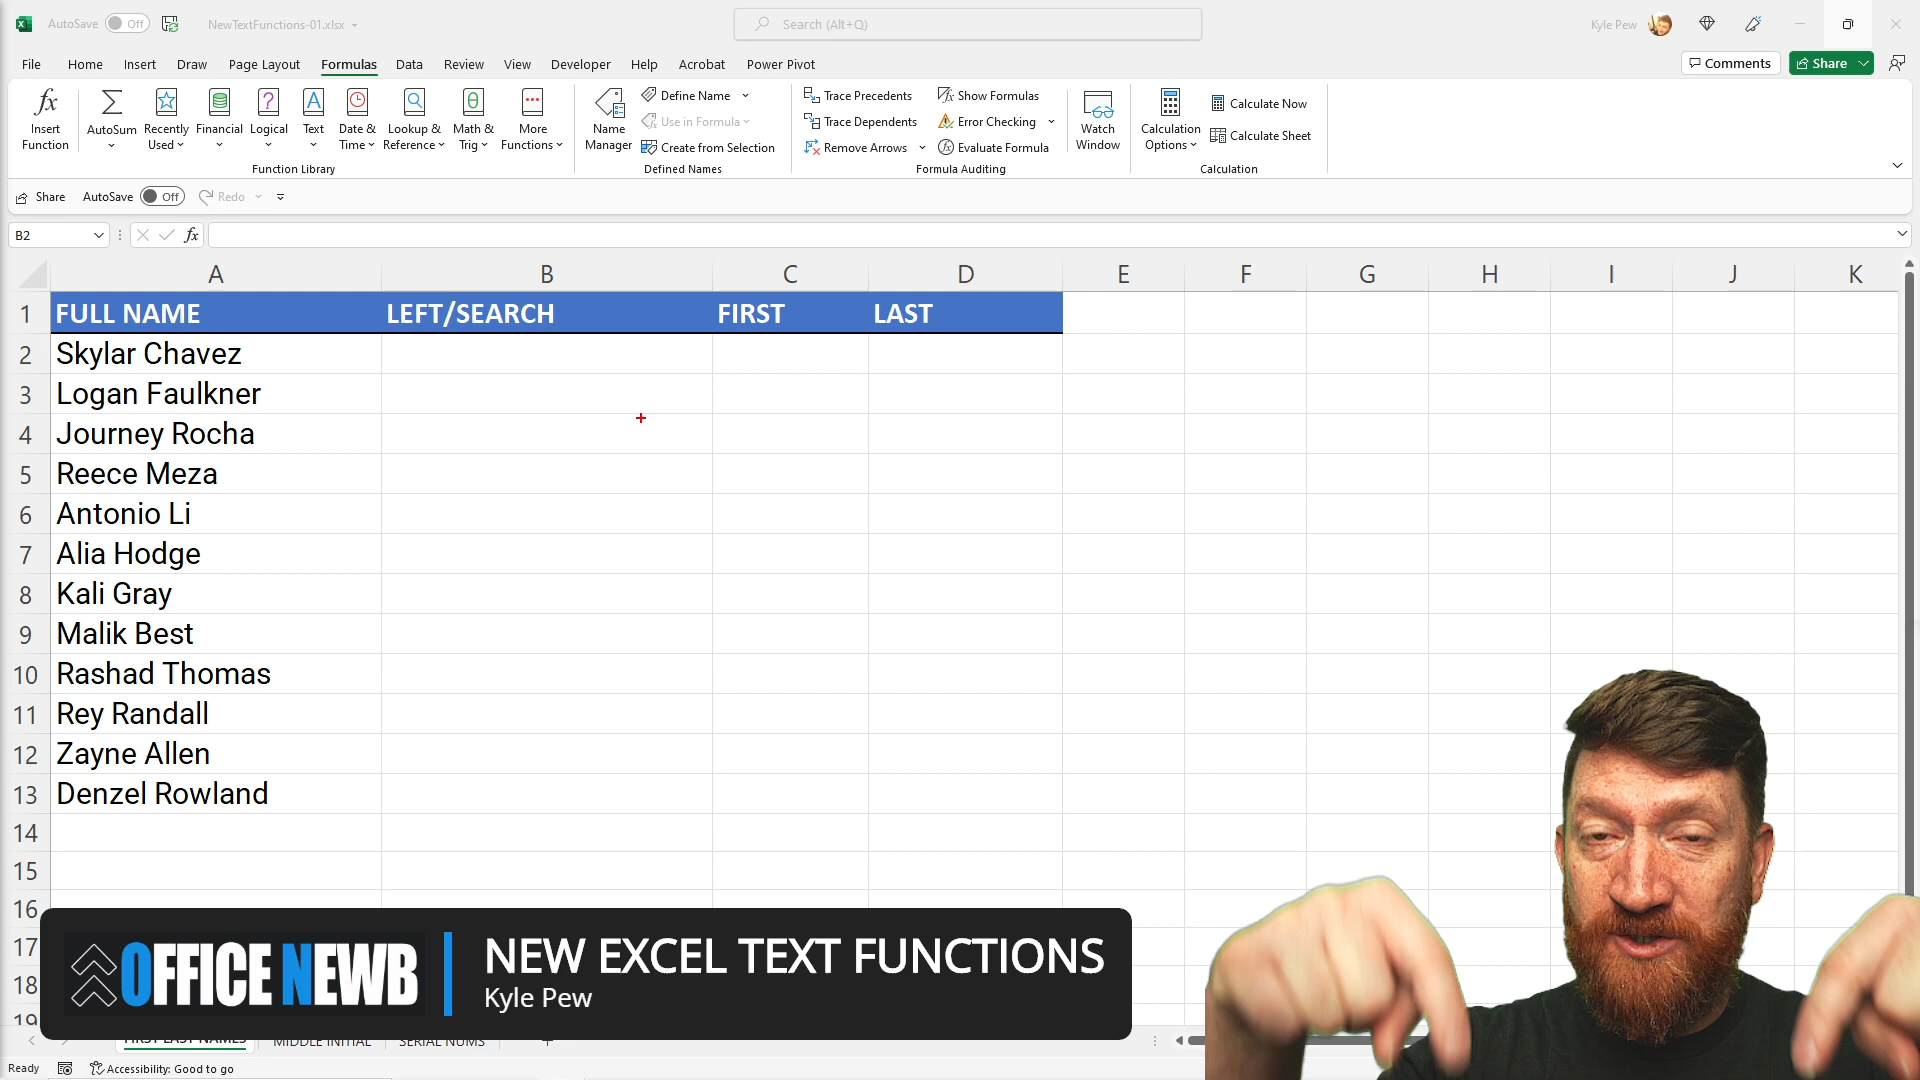 AutoSave Off NewTextFunctions-01.xlsx Search (Alt+Q) Kyle Pew
File Home Insert Draw Page Layout Formulas Data Review View Developer Help Acrobat Power Pivot Comments Share
Insert Function
AutoSum
Recently Used
Financial
Logical
Text
Date & Time
Lookup & Reference
Math & Trig
More Functions
Function Library
Name Manager
Define Name
Use in Formula
Create from Selection
Defined Names
Trace Precedents
Trace Dependents
Remove Arrows
Show Formulas
Error Checking
Evaluate Formula
Formula Auditing
Watch Window
Calculation Options
Calculate Now
Calculate Sheet
Calculation
Share AutoSave Off Redo
B2 fx
A B C D E F G H I J K
1 FULL NAME LEFT/SEARCH FIRST LAST
2 Skylar Chavez
3 Logan Faulkner
4 Journey Rocha
5 Reece Meza
6 Antonio Li
7 Alia Hodge
8 Kali Gray
9 Malik Best
10 Rashad Thomas
11 Rey Randall
12 Zayne Allen
13 Denzel Rowland
14
15
16
17
18
19
OFFICE NEWB
NEW EXCEL TEXT FUNCTIONS
Kyle Pew
FIRST LAST NAMES MIDDLE INITIAL SERIAL NUMS
Ready Accessibility: Good to go